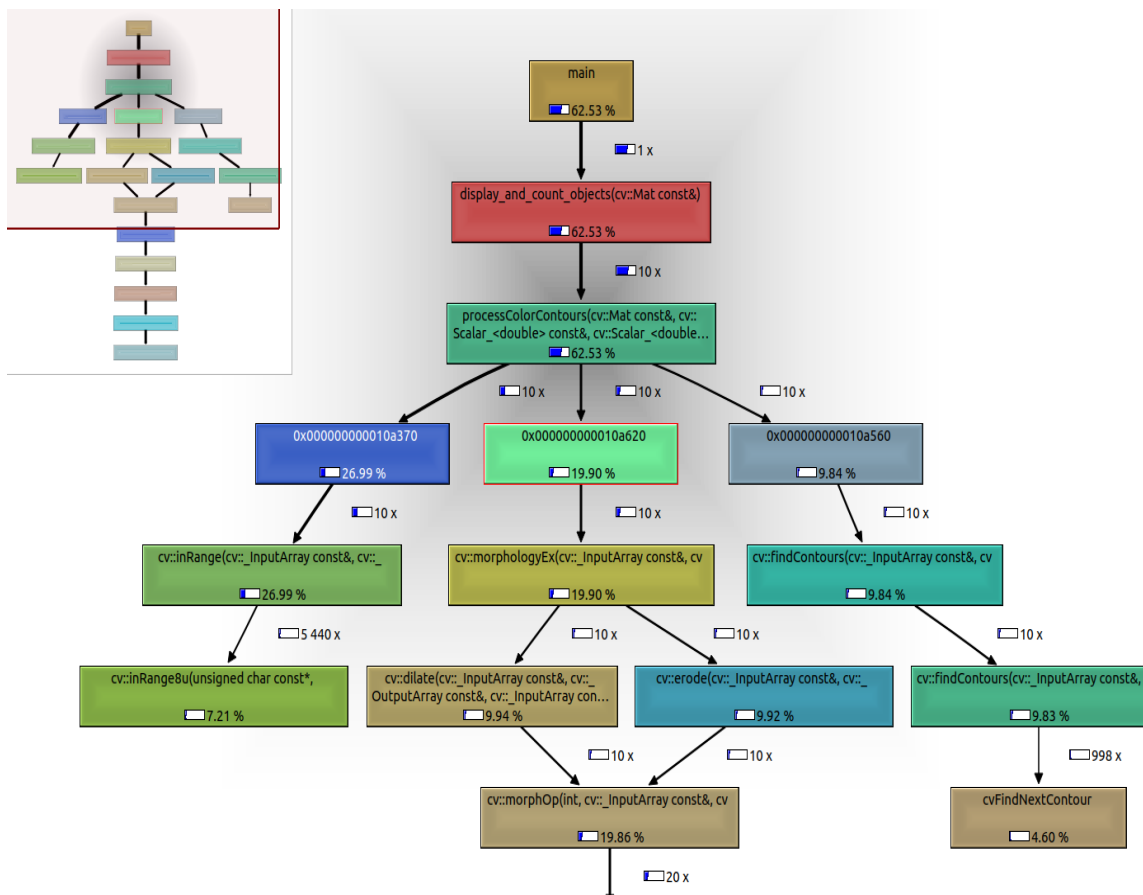 main
62.53 %
1 x
display_and_count_objects(cv::Mat const&)
62.53 %
10 x
processColorContours(cv::Mat const&, cv::
Scalar_<double> const&, cv::Scalar_<double...
62.53 %
10 x
10 x
10 x
0x000000000010a370
26.99 %
0x000000000010a620
19.90 %
0x000000000010a560
9.84 %
10 x
10 x
10 x
cv::inRange(cv::_InputArray const&, cv::_
26.99 %
cv::morphologyEx(cv::_InputArray const&, cv
19.90 %
cv::findContours(cv::_InputArray const&, cv
9.84 %
5 440 x
10 x
10 x
10 x
cv::inRange8u(unsigned char const*,
7.21 %
cv::dilate(cv::_InputArray const&, cv::_
OutputArray const&, cv::_InputArray con...
9.94 %
cv::erode(cv::_InputArray const&, cv::_
9.92 %
cv::findContours(cv::_InputArray const&,
9.83 %
10 x
10 x
998 x
cv::morphOp(int, cv::_InputArray const&, cv
19.86 %
cvFindNextContour
4.60 %
20 x